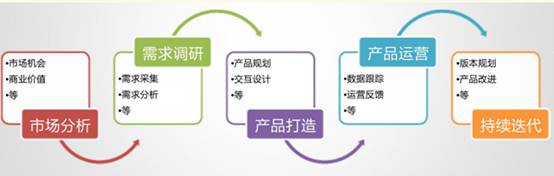 •市场机会
•商业价值
•等
市场分析
需求调研
•需求采集
•需求分析
•等
•产品规划
•交互设计
•等
产品打造
产品运营
•数据跟踪
•运营反馈
•等
•版本规划
•产品改进
•等
持续迭代